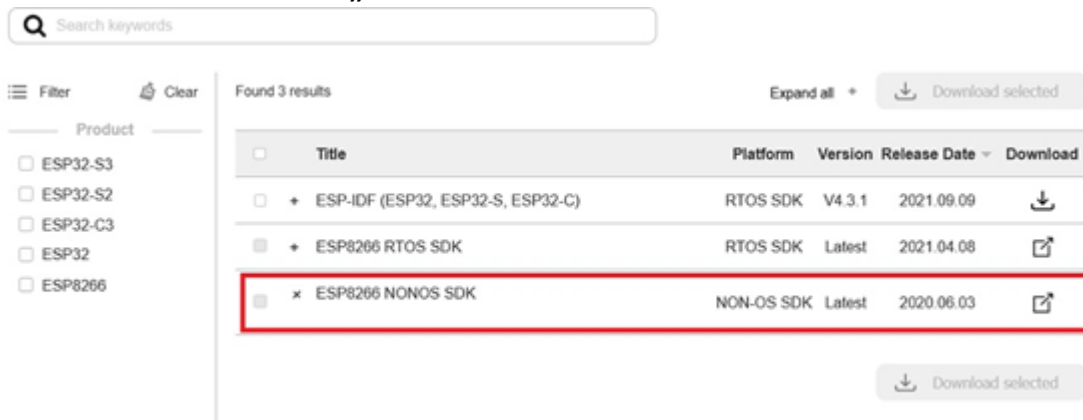 Search keywords
Filter
Clear
Found 3 results
Expand all +
Download selected
Product
ESP32-S3
ESP32-S2
ESP32-C3
ESP32
ESP8266
Title Platform Version Release Date Download
+ ESP-IDF (ESP32, ESP32-S, ESP32-C) RTOS SDK V4.3.1 2021.09.09
+ ESP8266 RTOS SDK RTOS SDK Latest 2021.04.08
× ESP8266 NONOS SDK NON-OS SDK Latest 2020.06.03
Download selected